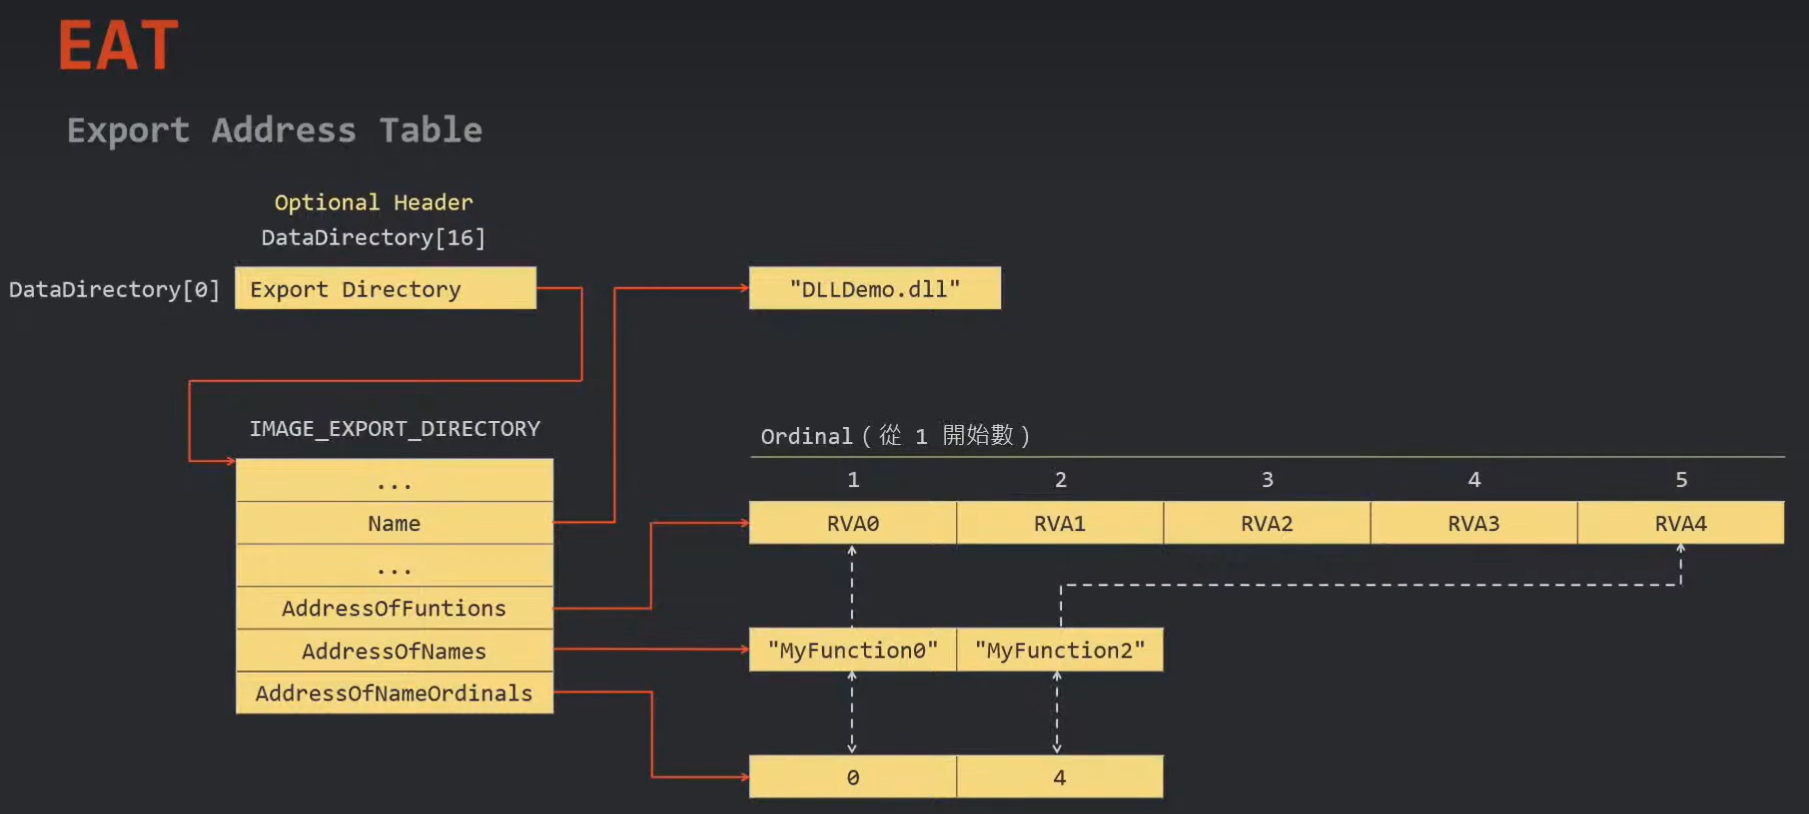 EAT
Export Address Table
Optional Header
DataDirectory[16]
DataDirectory[0]
Export Directory
"DLLDemo.dll"
IMAGE_EXPORT_DIRECTORY
...
Name
...
AddressOfFuntions
AddressOfNames
AddressOfNameOrdinals
Ordinal（從 1 開始數）
1 2 3 4 5
RVA0 RVA1 RVA2 RVA3 RVA4
"MyFunction0" "MyFunction2"
0 4